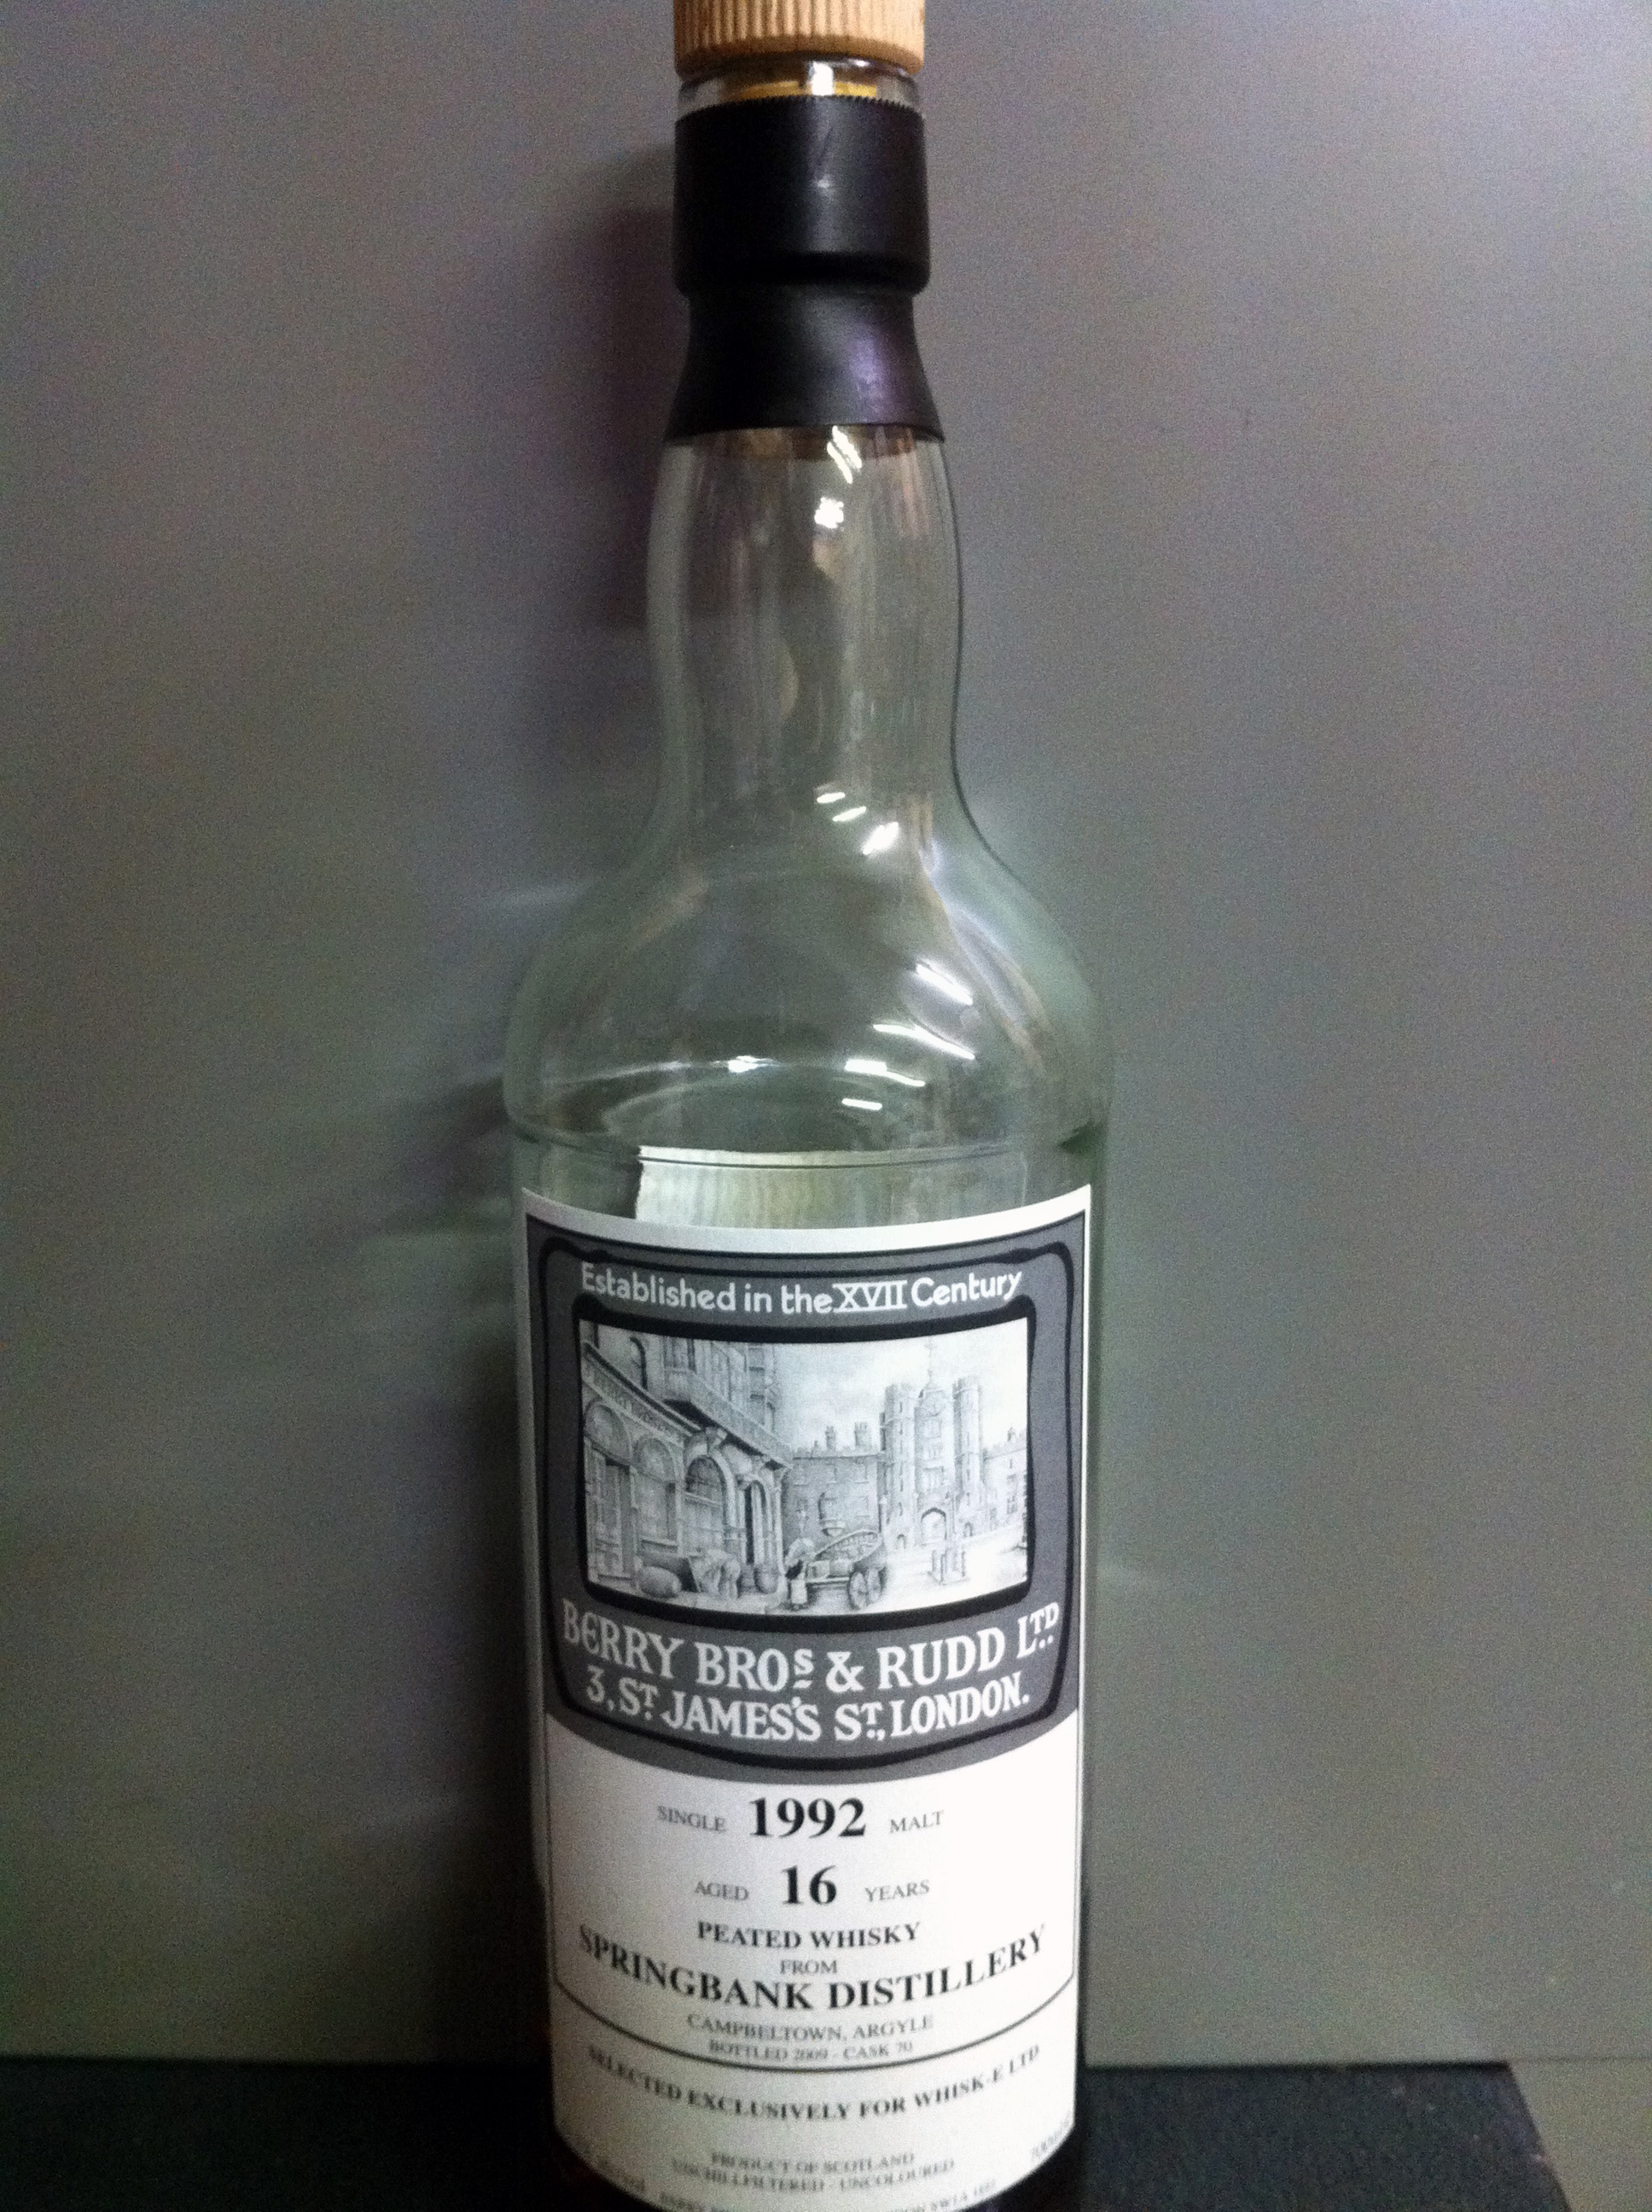 Established in the XVII Century
BERRY BROS & RUDD LTD.
3, ST. JAMES'S ST., LONDON.
SINGLE 1992 MALT
AGED 16 YEARS
PEATED WHISKY
FROM
SPRINGBANK DISTILLERY
CAMPBELTOWN, ARGYLE
BOTTLED 2009 - CASK 70
SELECTED EXCLUSIVELY FOR WHISK-E LTD
PRODUCT OF SCOTLAND
700ml
UNCHILLFILTERED - UNCOLOURED